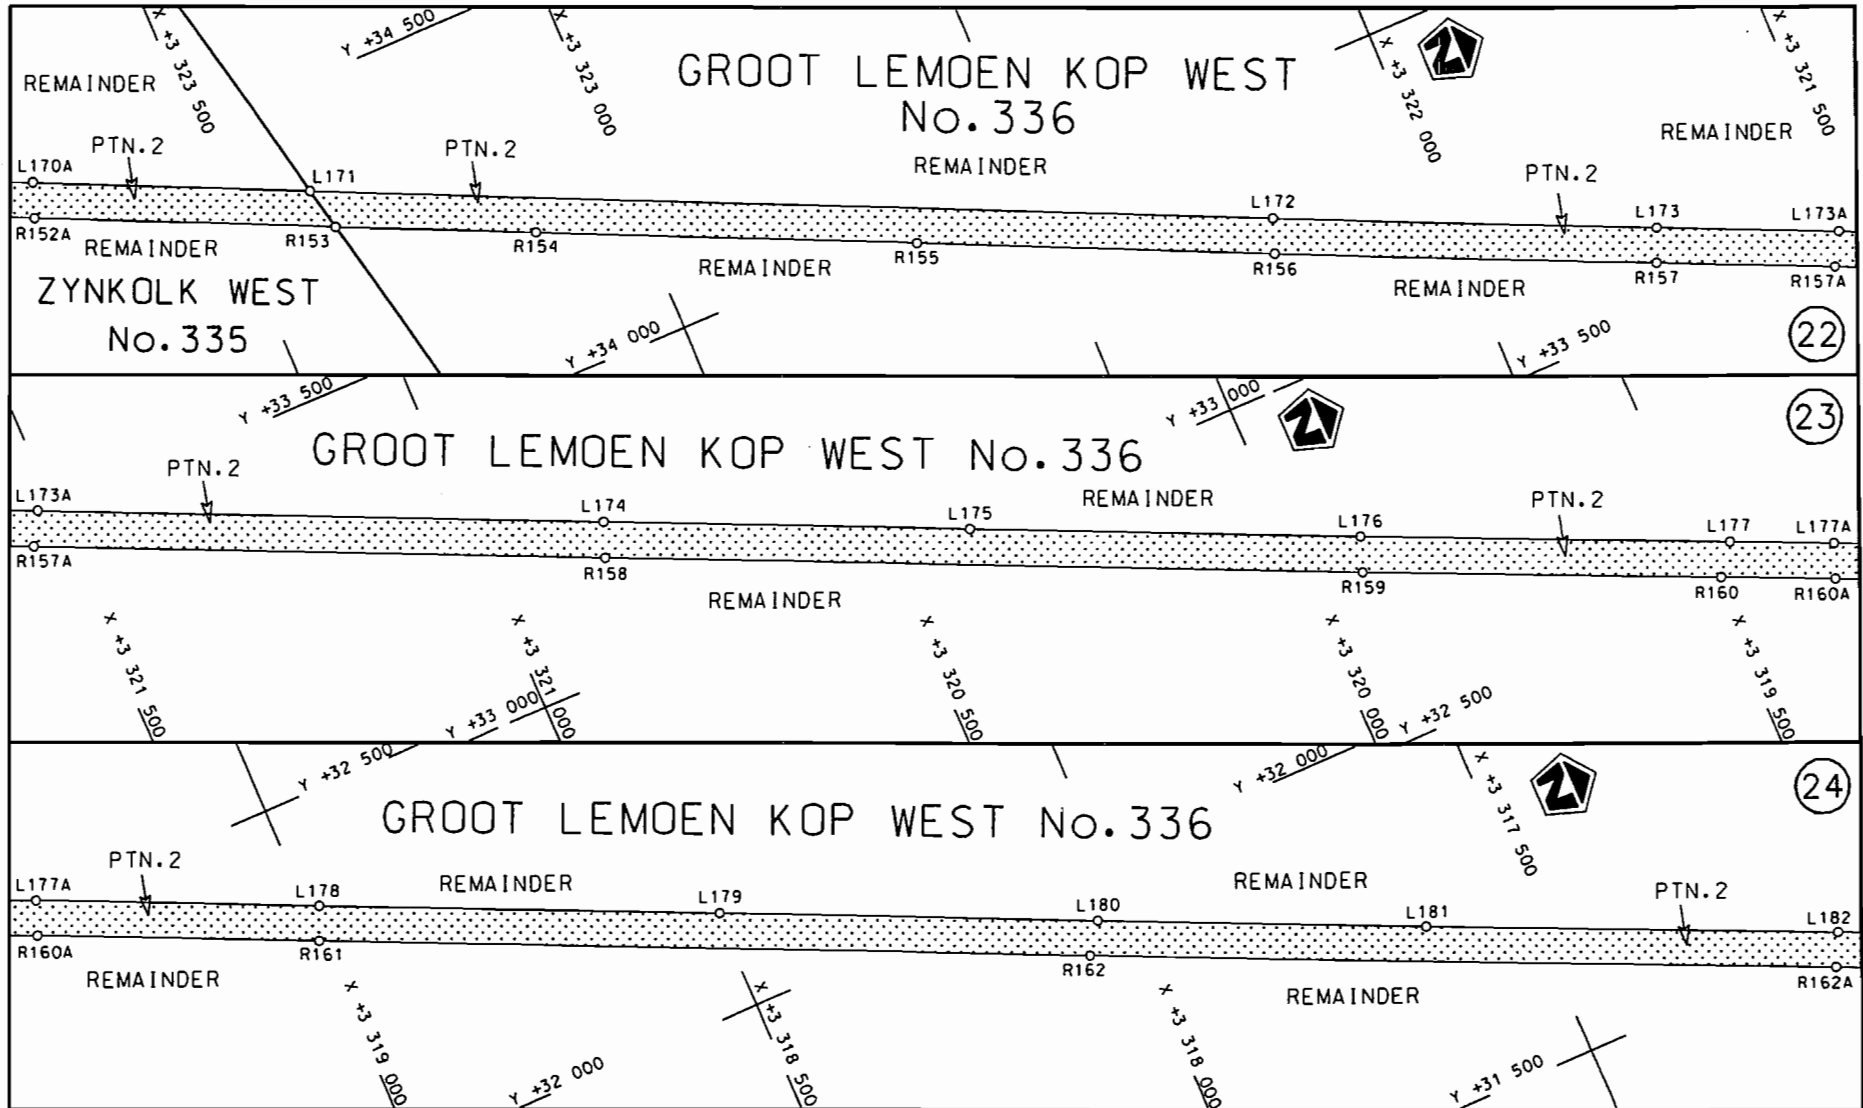 X +3 323 500
Y +34 500
X +3 323 000
X +3 322 000
X +3 321 500
REMAINDER
GROOT LEMOEN KOP WEST
No.336
REMAINDER
REMAINDER
PTN.2
PTN.2
PTN.2
L170A
L171
L172
L173
L173A
R152A
R153
R154
R155
R156
R157
R157A
REMAINDER
REMAINDER
REMAINDER
ZYNKOLK WEST
No.335
Y +34 000
Y +33 500
22
Y +33 500
Y +33 000
23
GROOT LEMOEN KOP WEST No.336
PTN.2
REMAINDER
PTN.2
L173A
L174
L175
L176
L177
L177A
R157A
R158
R159
R160
R160A
REMAINDER
X +3 321 500
X +3 321 000
X +3 320 500
X +3 320 000
X +3 319 500
Y +33 000
Y +32 500
Y +32 500
Y +32 000
X +3 317 500
24
GROOT LEMOEN KOP WEST No.336
PTN.2
REMAINDER
REMAINDER
PTN.2
L177A
L178
L179
L180
L181
L182
R160A
R161
R162
R162A
REMAINDER
REMAINDER
X +3 319 000
X +3 318 500
X +3 318 000
Y +32 000
Y +31 500